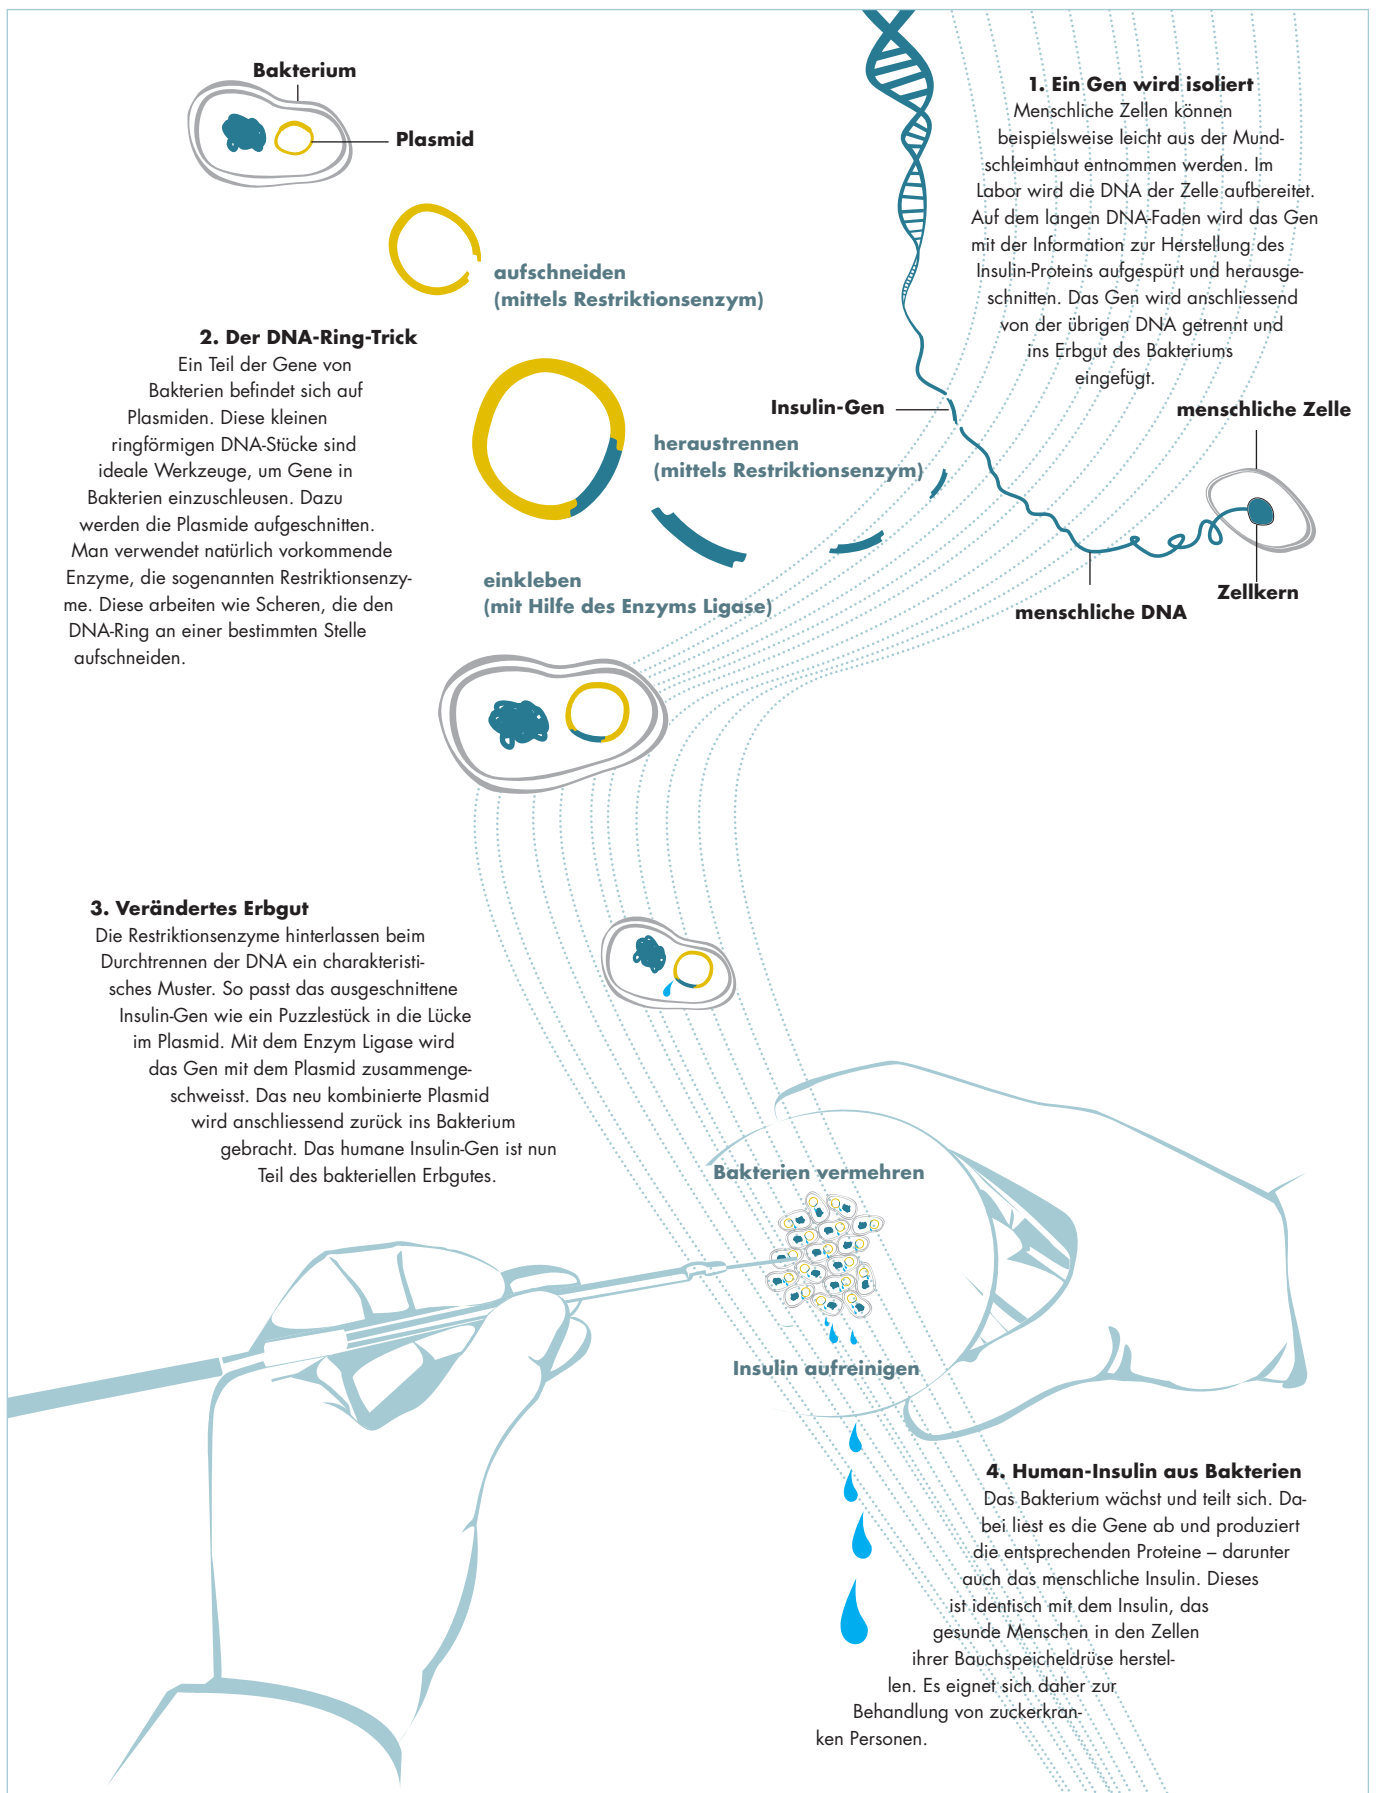 Bakterium
Plasmid
1. Ein Gen wird isoliert
Menschliche Zellen können
beispielsweise leicht aus der Mund-
schleimhaut entnommen werden. Im
Labor wird die DNA der Zelle aufbereitet.
Auf dem langen DNA-Faden wird das Gen
mit der Information zur Herstellung des
Insulin-Proteins aufgespürt und herausge-
schnitten. Das Gen wird anschliessend
von der übrigen DNA getrennt und
ins Erbgut des Bakteriums
eingefügt.
aufschneiden
(mittels Restriktionsenzym)
2. Der DNA-Ring-Trick
Ein Teil der Gene von
Bakterien befindet sich auf
Plasmiden. Diese kleinen
ringförmigen DNA-Stücke sind
ideale Werkzeuge, um Gene in
Bakterien einzuschleusen. Dazu
werden die Plasmide aufgeschnitten.
Man verwendet natürlich vorkommende
Enzyme, die sogenannten Restriktionsenzy-
me. Diese arbeiten wie Scheren, die den
DNA-Ring an einer bestimmten Stelle
aufschneiden.
Insulin-Gen
menschliche Zelle
heraustrennen
(mittels Restriktionsenzym)
einkleben
(mit Hilfe des Enzyms Ligase)
Zellkern
menschliche DNA
3. Verändertes Erbgut
Die Restriktionsenzyme hinterlassen beim
Durchtrennen der DNA ein charakteristi-
sches Muster. So passt das ausgeschnittene
Insulin-Gen wie ein Puzzlestück in die Lücke
im Plasmid. Mit dem Enzym Ligase wird
das Gen mit dem Plasmid zusammenge-
schweisst. Das neu kombinierte Plasmid
wird anschliessend zurück ins Bakterium
gebracht. Das humane Insulin-Gen ist nun
Teil des bakteriellen Erbgutes.
Bakterien vermehren
Insulin aufreinigen
4. Human-Insulin aus Bakterien
Das Bakterium wächst und teilt sich. Da-
bei liest es die Gene ab und produziert
die entsprechenden Proteine – darunter
auch das menschliche Insulin. Dieses
ist identisch mit dem Insulin, das
gesunde Menschen in den Zellen
ihrer Bauchspeicheldrüse herstel-
len. Es eignet sich daher zur
Behandlung von zuckerkran-
ken Personen.